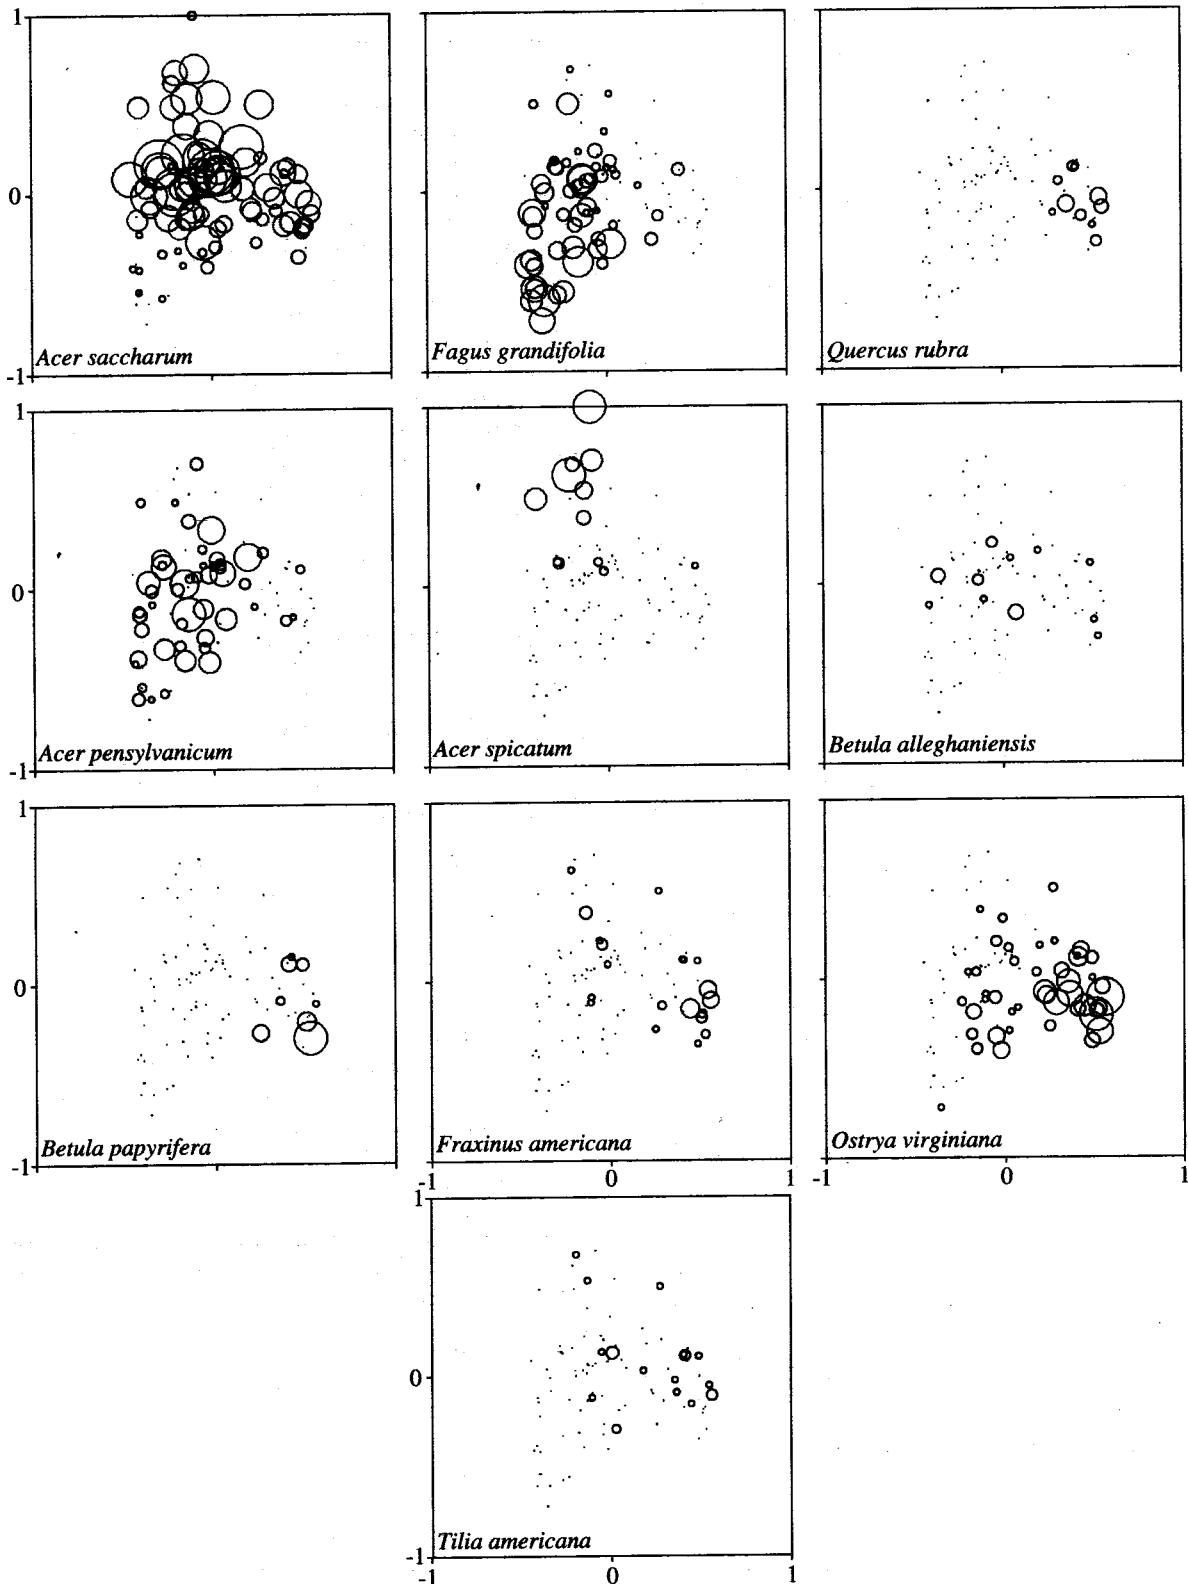 1
0
-1
Acer saccharum
Fagus grandifolia
Quercus rubra
1
0
-1
Acer pensylvanicum
Acer spicatum
Betula alleghaniensis
1
0
-1
Betula papyrifera
Fraxinus americana
Ostrya virginiana
-1 0 1
-1 0 1
1
0
-1
Tilia americana
-1 0 1